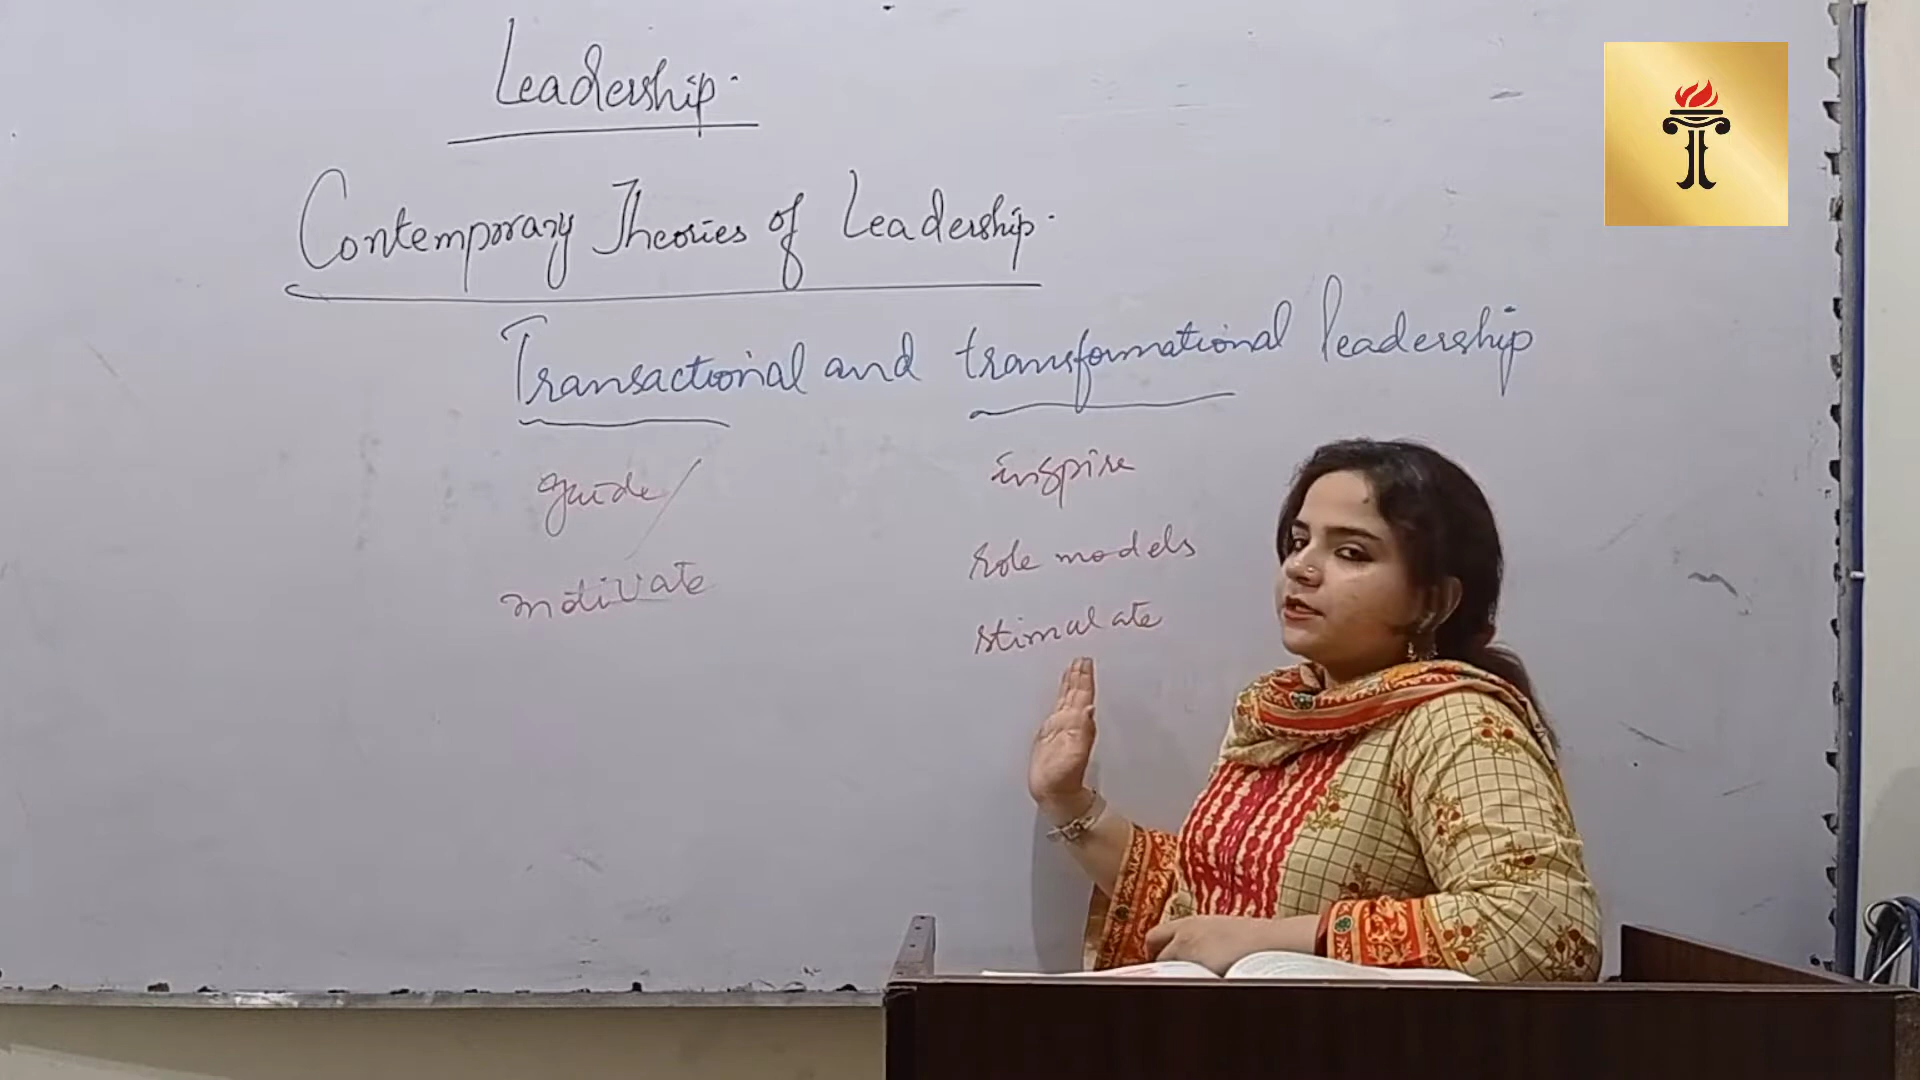 Leadership.
Contemporary Theories of Leadership.
Transactional and transformational leadership
guide
motivate
inspire
role models
stimulate